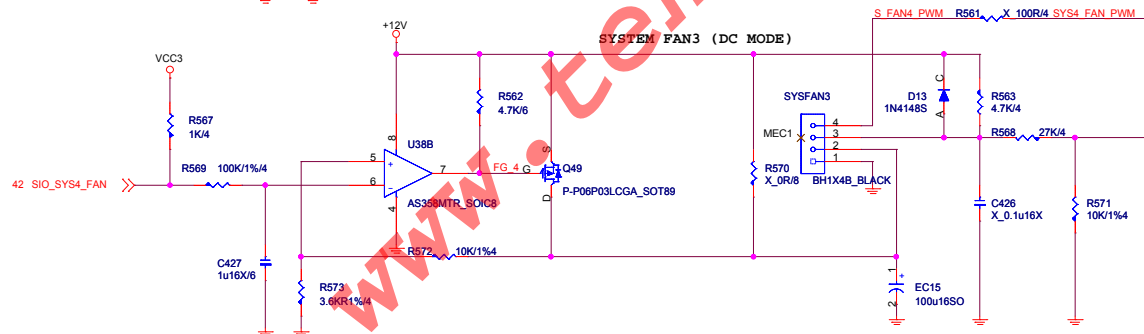 S_FAN4_PWM R561 X_100R/4 SYS4_FAN_PWM
+12V
SYSTEM FAN3 (DC MODE)
VCC3
R567
1K/4
R562
4.7K/6
SYSFAN3
D13
1N4148S
C
A
R563
4.7K/4
MEC1
4
3
2
1
BH1X4B_BLACK
R568 27K/4
42 SIO_SYS4_FAN
R569 100K/1%/4
U38B
8
5
+
6
-
7
4
AS358MTR_SOIC8
FG_4
G
S
D
Q49
P-P06P03LCGA_SOT89
R570
X_0R/8
C426
X_0.1u16X
R571
10K/1%4
R572 10K/1%4
C427
1u16X/6
R573
3.6KR1%/4
1
+
2
EC15
100u16SO